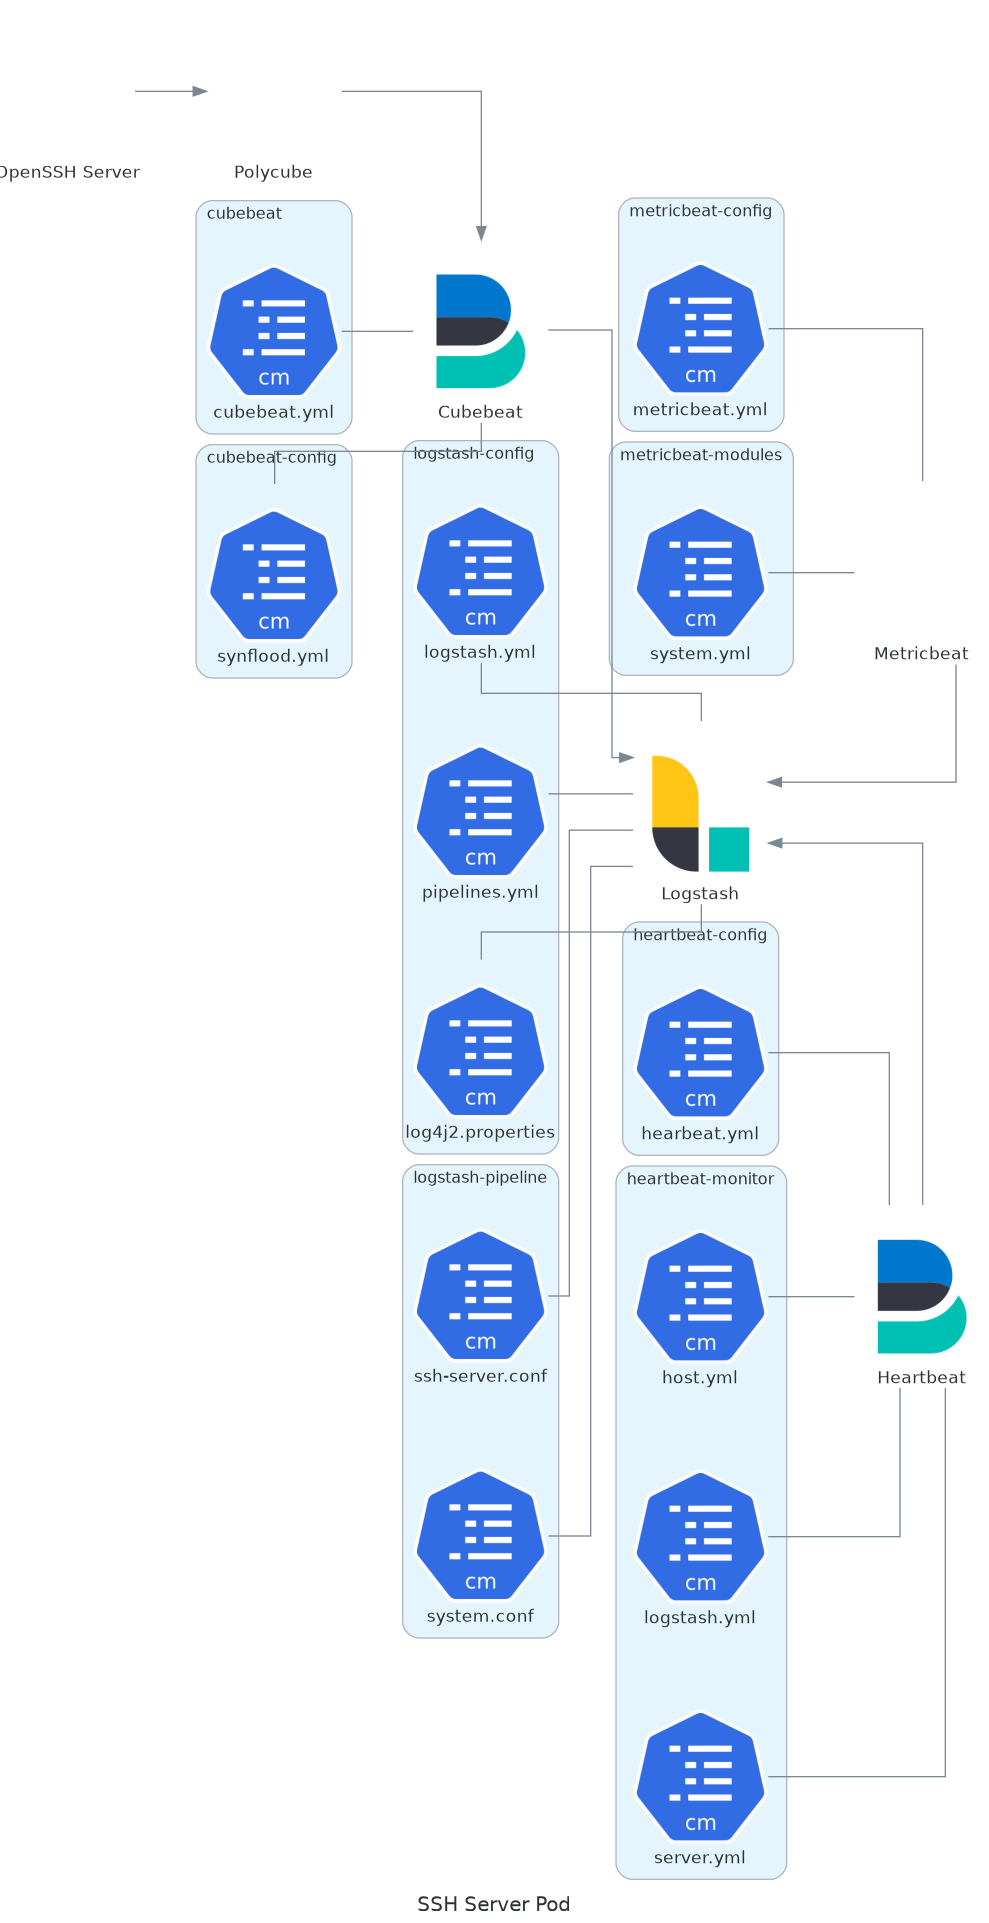 OpenSSH Server
Polycube
cubebeat
cm
cubebeat.yml
Cubebeat
metricbeat-config
cm
metricbeat.yml
cubebeat-config
cm
synflood.yml
logstash-config
cm
logstash.yml
metricbeat-modules
cm
system.yml
Metricbeat
cm
pipelines.yml
Logstash
cm
log4j2.properties
heartbeat-config
cm
hearbeat.yml
logstash-pipeline
cm
ssh-server.conf
heartbeat-monitor
cm
host.yml
Heartbeat
cm
system.conf
cm
logstash.yml
cm
server.yml
SSH Server Pod